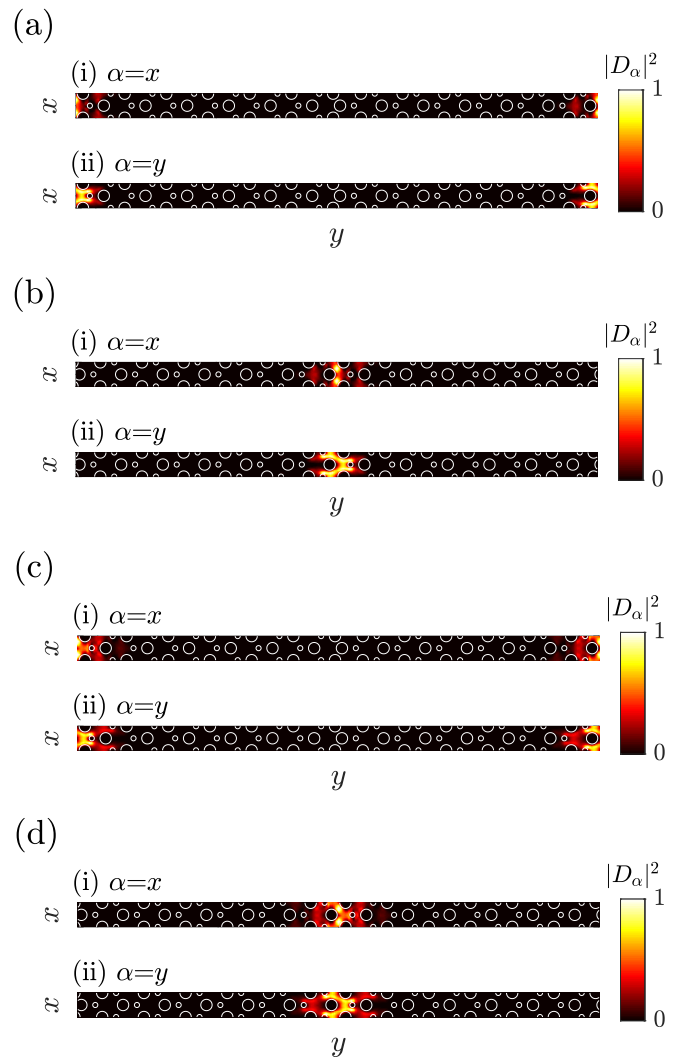 (a)
(i) α=x
|D_α|²
x
1
(ii) α=y
x
0
y
(b)
(i) α=x
|D_α|²
x
1
(ii) α=y
x
0
y
(c)
(i) α=x
|D_α|²
x
1
(ii) α=y
x
0
y
(d)
(i) α=x
|D_α|²
x
1
(ii) α=y
x
0
y